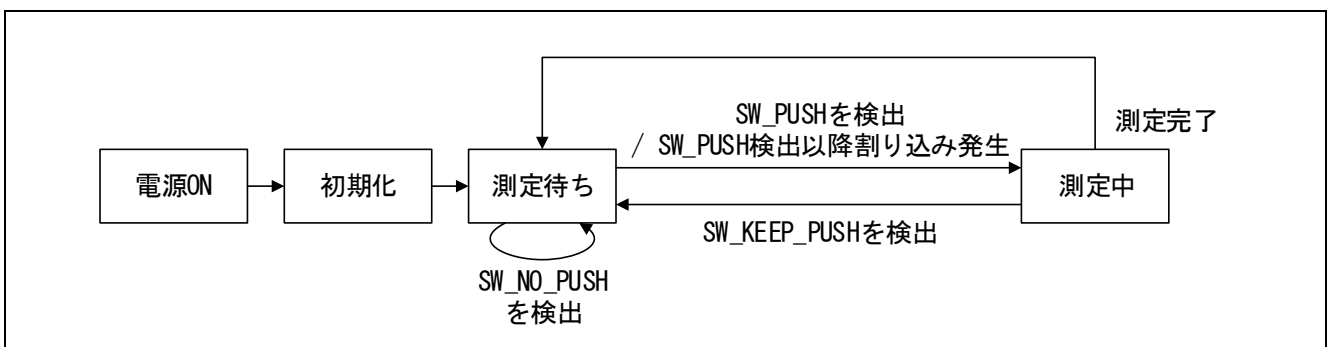 SW_PUSHを検出
/ SW_PUSH検出以降割り込み発生
測定完了
電源ON
初期化
測定待ち
測定中
SW_KEEP_PUSHを検出
SW_NO_PUSH
を検出